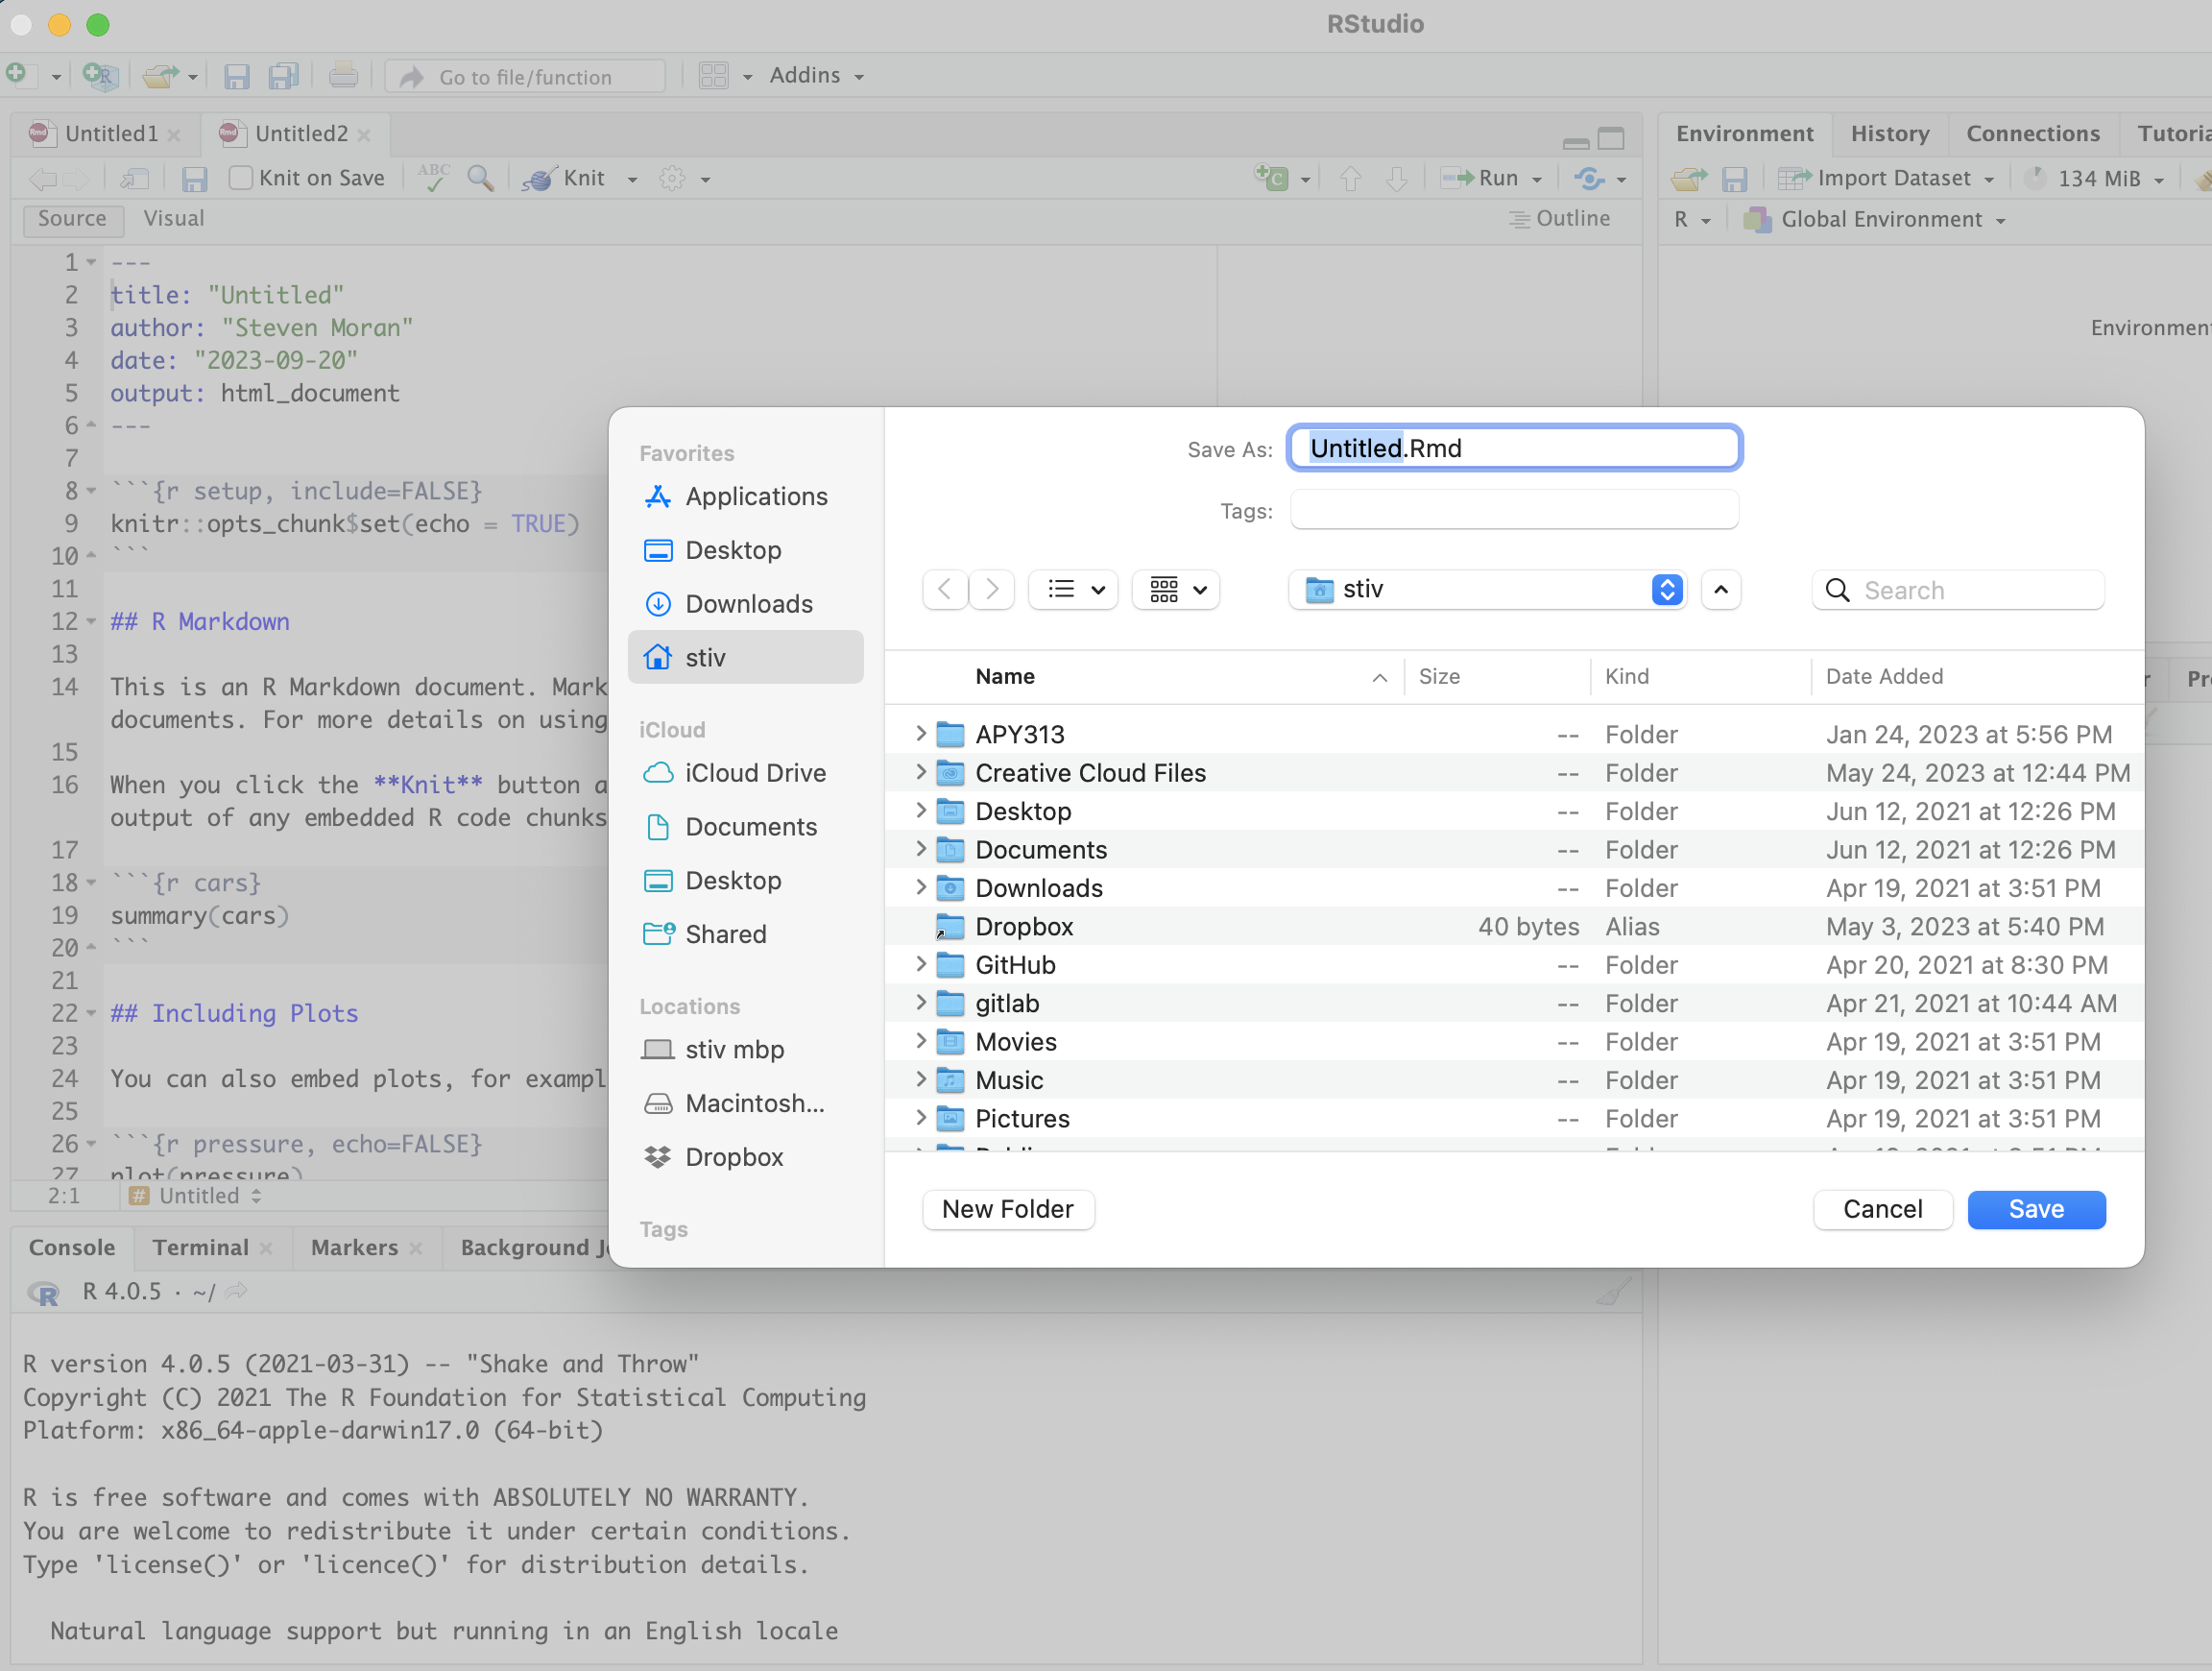 RStudio
Go to file/function
Addins
Untitled1
Untitled2
Knit on Save
ABC
Knit
Run
Source
Visual
Outline
1 ---
2 title: "Untitled"
3 author: "Steven Moran"
4 date: "2023-09-20"
5 output: html_document
6 ---
7
8 ```{r setup, include=FALSE}
9 knitr::opts_chunk$set(echo = TRUE)
10 ```
11
12 ## R Markdown
13
14 This is an R Markdown document. Mark
documents. For more details on using
15
16 When you click the **Knit** button a
output of any embedded R code chunks
17
18 ```{r cars}
19 summary(cars)
20 ```
21
22 ## Including Plots
23
24 You can also embed plots, for exampl
25
26 ```{r pressure, echo=FALSE}
27 plot(pressure)
2:1 # Untitled
Environment History Connections Tutoria
Import Dataset 134 MiB
R Global Environment
Environment
r Pr
Favorites
Applications
Desktop
Downloads
stiv
iCloud
iCloud Drive
Documents
Desktop
Shared
Locations
stiv mbp
Macintosh...
Dropbox
Tags
Save As: Untitled.Rmd
Tags:
stiv
Search
Name Size Kind Date Added
APY313 -- Folder Jan 24, 2023 at 5:56 PM
Creative Cloud Files -- Folder May 24, 2023 at 12:44 PM
Desktop -- Folder Jun 12, 2021 at 12:26 PM
Documents -- Folder Jun 12, 2021 at 12:26 PM
Downloads -- Folder Apr 19, 2021 at 3:51 PM
Dropbox 40 bytes Alias May 3, 2023 at 5:40 PM
GitHub -- Folder Apr 20, 2021 at 8:30 PM
gitlab -- Folder Apr 21, 2021 at 10:44 AM
Movies -- Folder Apr 19, 2021 at 3:51 PM
Music -- Folder Apr 19, 2021 at 3:51 PM
Pictures -- Folder Apr 19, 2021 at 3:51 PM
New Folder
Cancel
Save
Console Terminal Markers Background Jo
R 4.0.5 · ~/
R version 4.0.5 (2021-03-31) -- "Shake and Throw"
Copyright (C) 2021 The R Foundation for Statistical Computing
Platform: x86_64-apple-darwin17.0 (64-bit)
R is free software and comes with ABSOLUTELY NO WARRANTY.
You are welcome to redistribute it under certain conditions.
Type 'license()' or 'licence()' for distribution details.
Natural language support but running in an English locale